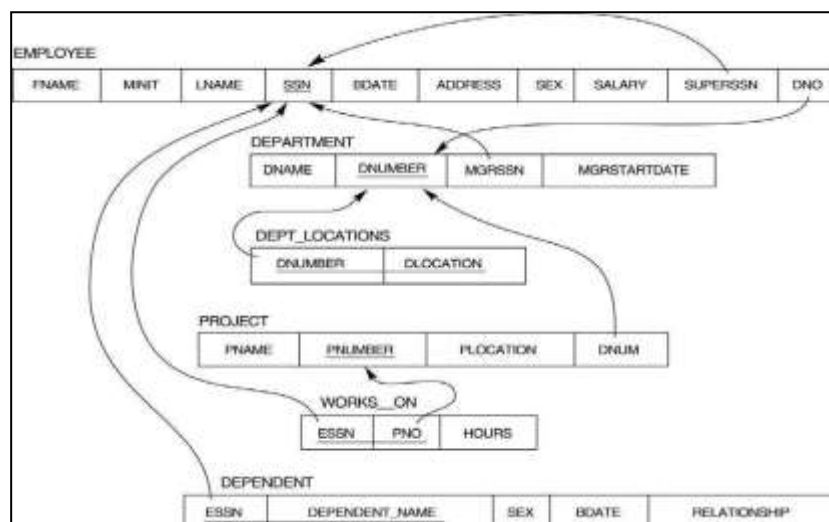 EMPLOYEE
FNAME MINIT LNAME SSN BDATE ADDRESS SEX SALARY SUPERSSN DNO
DEPARTMENT
DNAME DNUMBER MGRSSN MGRSTARTDATE
DEPT_LOCATIONS
DNUMBER DLOCATION
PROJECT
PNAME PNUMBER PLOCATION DNUM
WORKS_ON
ESSN PNO HOURS
DEPENDENT
ESSN DEPENDENT_NAME SEX BDATE RELATIONSHIP